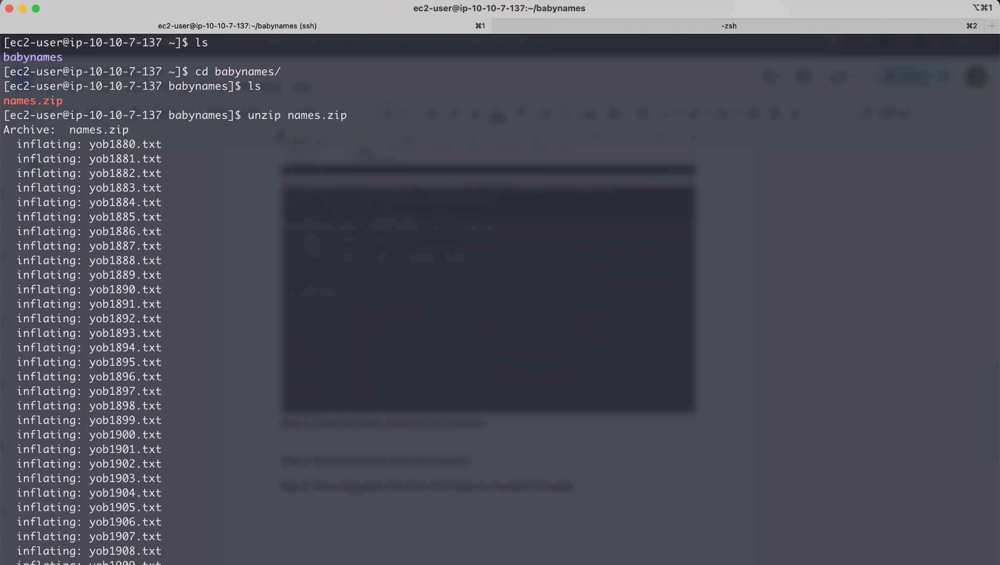 ec2-user@ip-10-10-7-137:~/babynames
⌥⌘1
ec2-user@ip-10-10-7-137:~/babynames (ssh) ⌘1
-zsh ⌘2
[ec2-user@ip-10-10-7-137 ~]$ ls
babynames
[ec2-user@ip-10-10-7-137 ~]$ cd babynames/
[ec2-user@ip-10-10-7-137 babynames]$ ls
names.zip
[ec2-user@ip-10-10-7-137 babynames]$ unzip names.zip
Archive:  names.zip
  inflating: yob1880.txt
  inflating: yob1881.txt
  inflating: yob1882.txt
  inflating: yob1883.txt
  inflating: yob1884.txt
  inflating: yob1885.txt
  inflating: yob1886.txt
  inflating: yob1887.txt
  inflating: yob1888.txt
  inflating: yob1889.txt
  inflating: yob1890.txt
  inflating: yob1891.txt
  inflating: yob1892.txt
  inflating: yob1893.txt
  inflating: yob1894.txt
  inflating: yob1895.txt
  inflating: yob1896.txt
  inflating: yob1897.txt
  inflating: yob1898.txt
  inflating: yob1899.txt
  inflating: yob1900.txt
  inflating: yob1901.txt
  inflating: yob1902.txt
  inflating: yob1903.txt
  inflating: yob1904.txt
  inflating: yob1905.txt
  inflating: yob1906.txt
  inflating: yob1907.txt
  inflating: yob1908.txt
  inflating: yob1909.txt